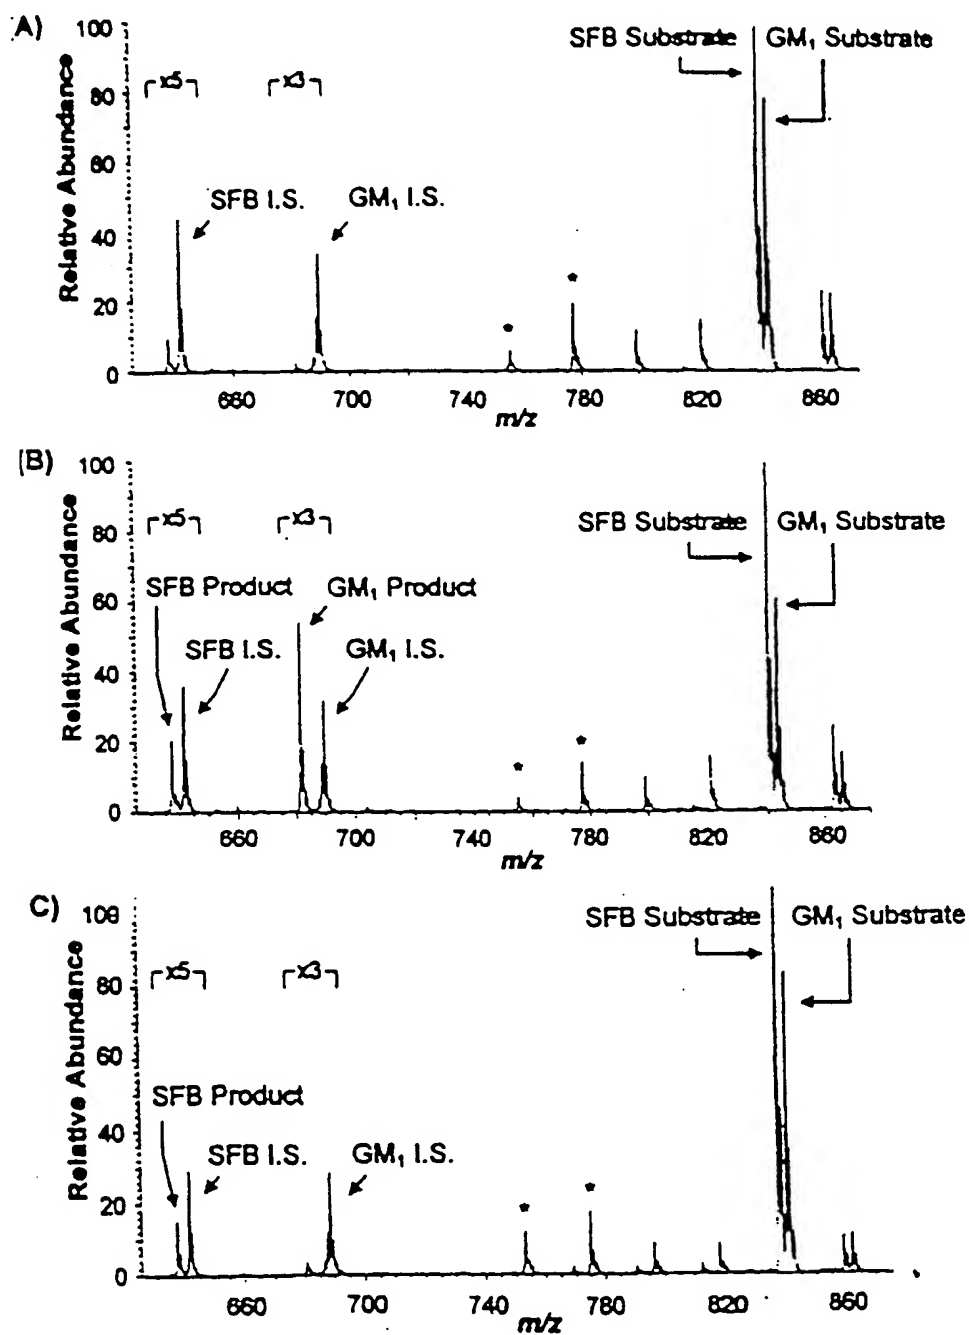 A)
SFB Substrate GM₁ Substrate
100
x5 x3
80
60
SFB I.S. GM₁ I.S.
40
*
20
*
0
Relative Abundance
660 700 740 780 820 860
m/z
(B)
100
x5 x3
SFB Substrate GM₁ Substrate
80
SFB Product GM₁ Product
60
SFB I.S. GM₁ I.S.
40
*
20
*
0
Relative Abundance
660 700 740 780 820 860
m/z
C)
100
SFB Substrate GM₁ Substrate
x5 x3
80
60
SFB Product
40
SFB I.S. GM₁ I.S.
* *
20
0
Relative Abundance
660 700 740 780 820 860
m/z